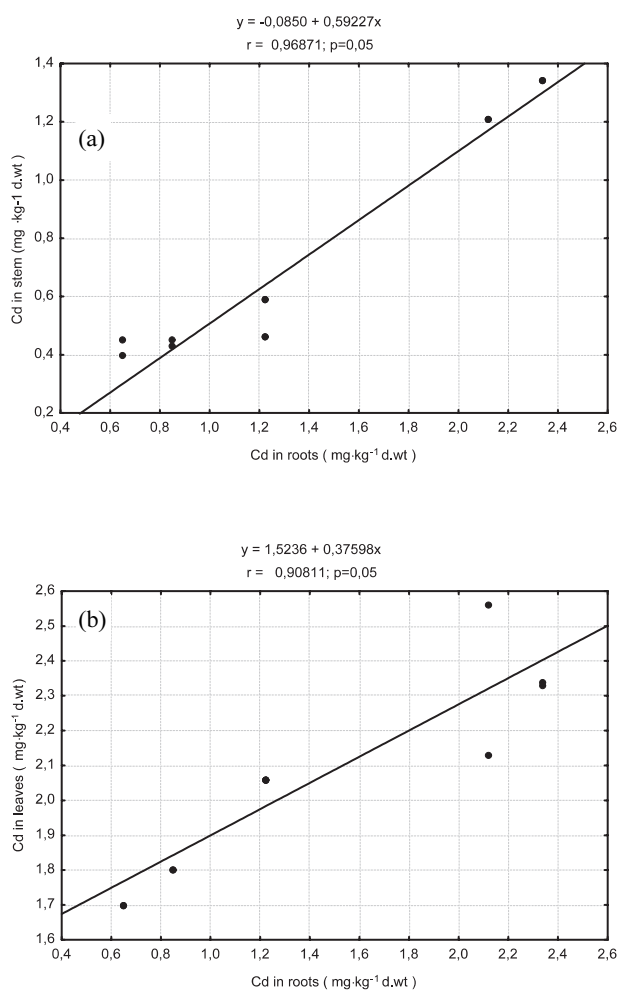 y = -0,0850 + 0,59227x
r = 0,96871; p=0,05
1,4
1,2
1,0
0,8
0,6
0,4
0,2
(a)
Cd in stem (mg ·kg-1 d.wt)
0,4 0,6 0,8 1,0 1,2 1,4 1,6 1,8 2,0 2,2 2,4 2,6
Cd in roots ( mg·kg⁻¹ d.wt )
y = 1,5236 + 0,37598x
r = 0,90811; p=0,05
2,6
2,5
2,4
2,3
2,2
2,1
2,0
1,9
1,8
1,7
1,6
(b)
Cd in leaves ( mg·kg⁻¹ d.wt)
0,4 0,6 0,8 1,0 1,2 1,4 1,6 1,8 2,0 2,2 2,4 2,6
Cd in roots ( mg·kg⁻¹ d.wt )